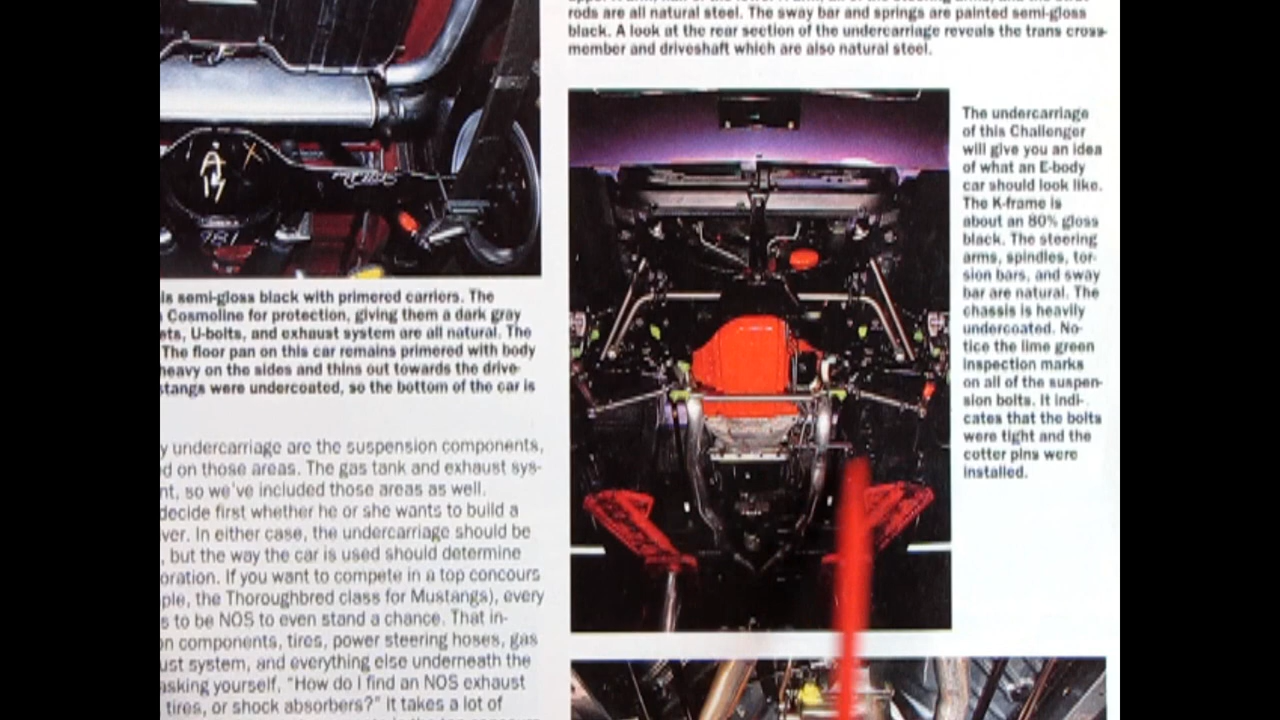 rods are all natural steel. The sway bar and springs are painted semi-gloss
black. A look at the rear section of the undercarriage reveals the trans cross-
member and driveshaft which are also natural steel.
The undercarriage
of this Challenger
will give you an idea
of what an E-body
car should look like.
The K-frame is
about an 80% gloss
black. The steering
arms, spindles, tor-
sion bars, and sway
bar are natural. The
chassis is heavily
undercoated. No-
tice the lime green
inspection marks
on all of the suspen-
sion bolts. It indi-
cates that the bolts
were tight and the
cotter pins were
installed.
981
is semi-gloss black with primered carriers. The
Cosmoline for protection, giving them a dark gray
ets, U-bolts, and exhaust system are all natural. The
The floor pan on this car remains primered with body
heavy on the sides and thins out towards the drive-
stangs were undercoated, so the bottom of the car is
y undercarriage are the suspension components,
d on those areas. The gas tank and exhaust sys-
nt, so we've included those areas as well.
decide first whether he or she wants to build a
ver. In either case, the undercarriage should be
, but the way the car is used should determine
oration. If you want to compete in a top concours
ple, the Thoroughbred class for Mustangs), every
s to be NOS to even stand a chance. That in-
on components, tires, power steering hoses, gas
ust system, and everything else underneath the
asking yourself, "How do I find an NOS exhaust
tires, or shock absorbers?" It takes a lot of